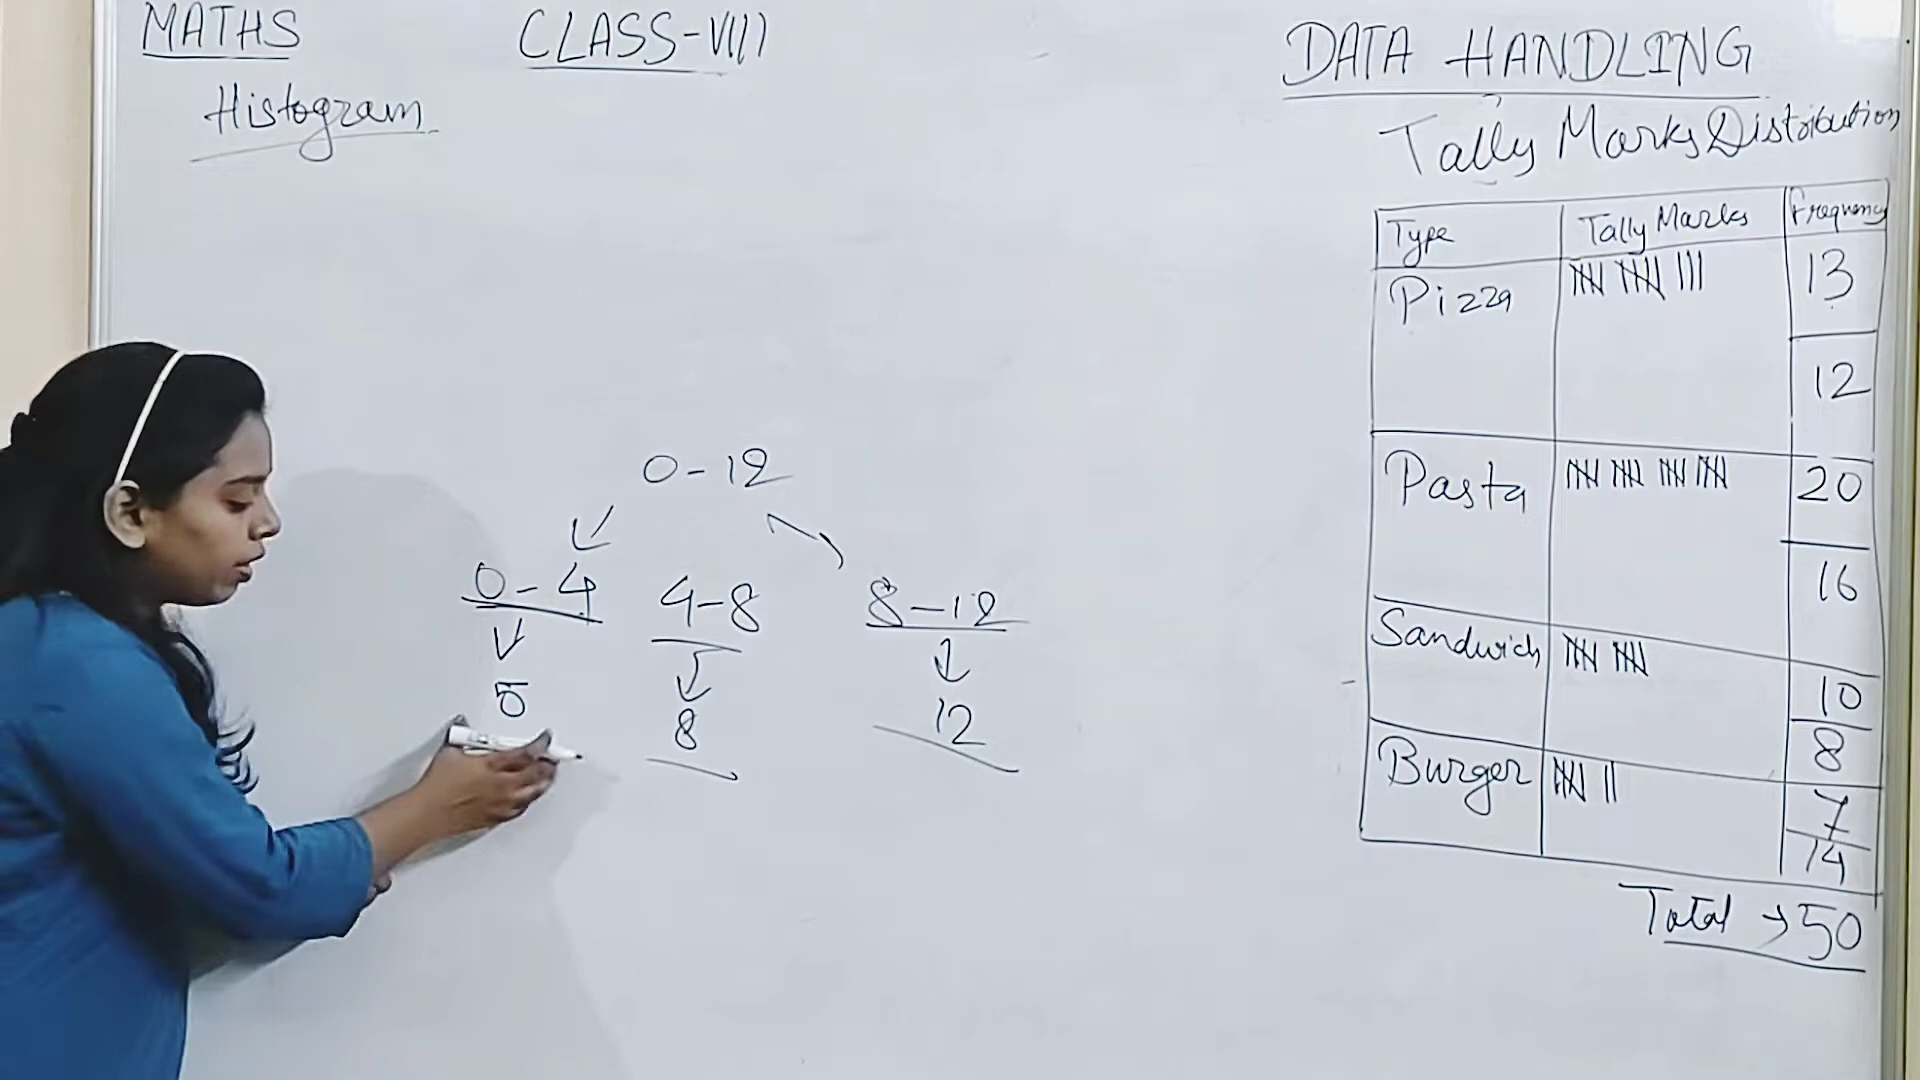 MATHS
CLASS-VIII
DATA HANDLING
Histogram
Tally Marks Distribution
Type Tally Marks Frequency
Pizza 13
12
Pasta 20
16
Sandwich 10
8
Burger 7
14
Total → 50
0-12
0-4 4-8 8-12
5 8 12